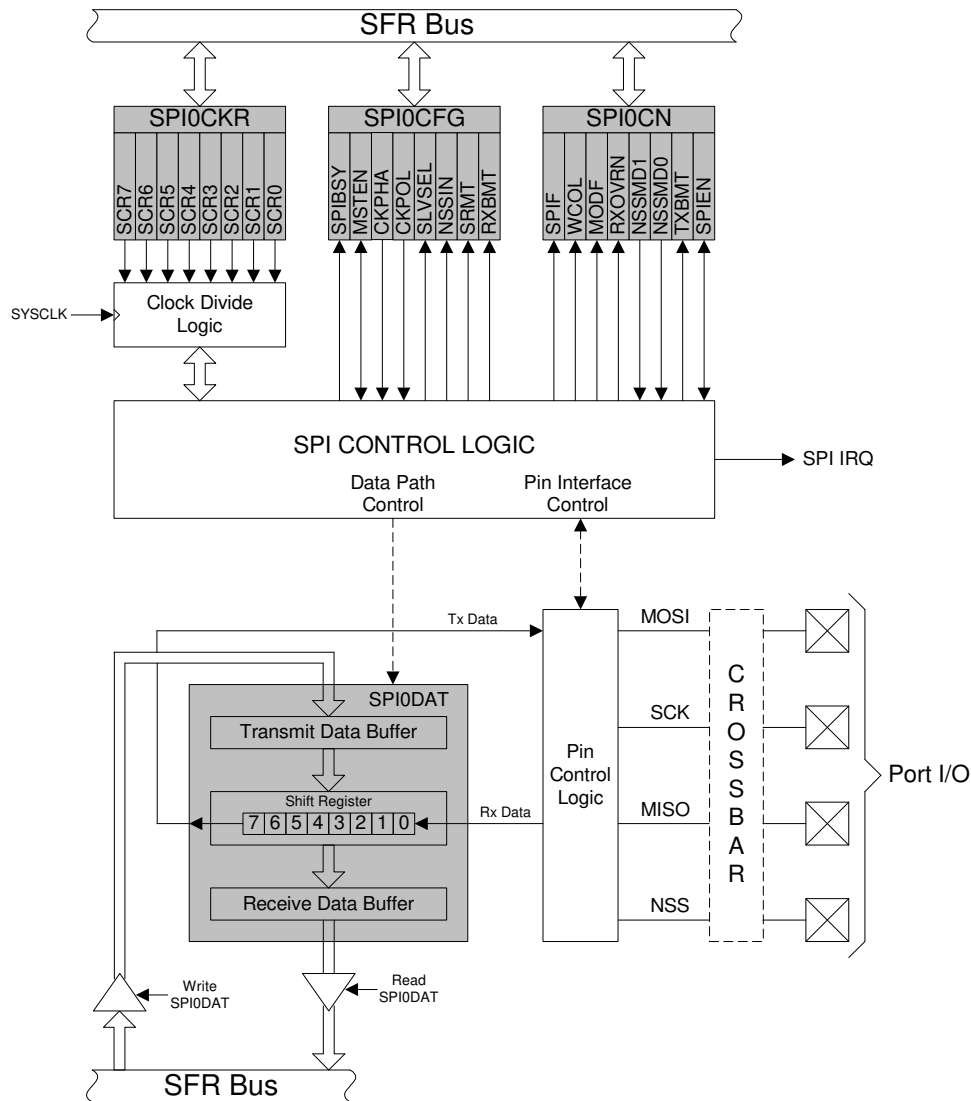 SFR Bus
SPI0CKR
SPI0CFG
SPI0CN
SCR7
SCR6
SCR5
SCR4
SCR3
SCR2
SCR1
SCR0
SPIBSY
MSTEN
CKPHA
CKPOL
SLVSEL
NSSIN
SRMT
RXBMT
SPIF
WCOL
MODF
RXOVRN
NSSMD1
NSSMD0
TXBMT
SPIEN
SYSCLK
Clock Divide
Logic
SPI CONTROL LOGIC
SPI IRQ
Data Path
Control
Pin Interface
Control
Tx Data
MOSI
SPI0DAT
Transmit Data Buffer
SCK
Shift Register
7 6 5 4 3 2 1 0
Rx Data
Pin
Control
Logic
MISO
CROSSBAR
Port I/O
Receive Data Buffer
NSS
Write
SPI0DAT
Read
SPI0DAT
SFR Bus